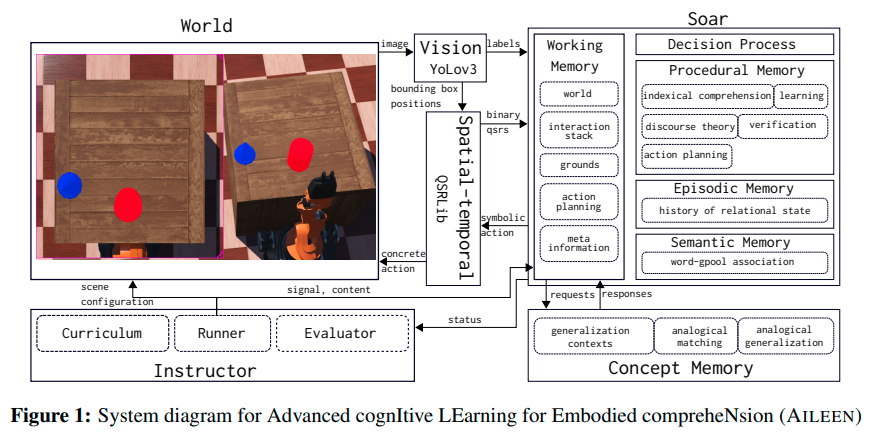 World
Soar
image
Vision
YoLov3
labels
bounding box
positions
Spatial-temporal
QSRLib
binary
qsrs
symbolic
action
concrete
action
Working
Memory
world
interaction
stack
grounds
action
planning
meta
information
Decision Process
Procedural Memory
indexical comprehension
learning
discourse theory
verification
action planning
Episodic Memory
history of relational state
Semantic Memory
word-gpool association
scene
configuration
signal, content
status
requests
responses
Curriculum
Runner
Evaluator
Instructor
generalization
contexts
analogical
matching
analogical
generalization
Concept Memory
Figure 1: System diagram for Advanced cognItive LEarning for Embodied compreheNsion (AILEEN)